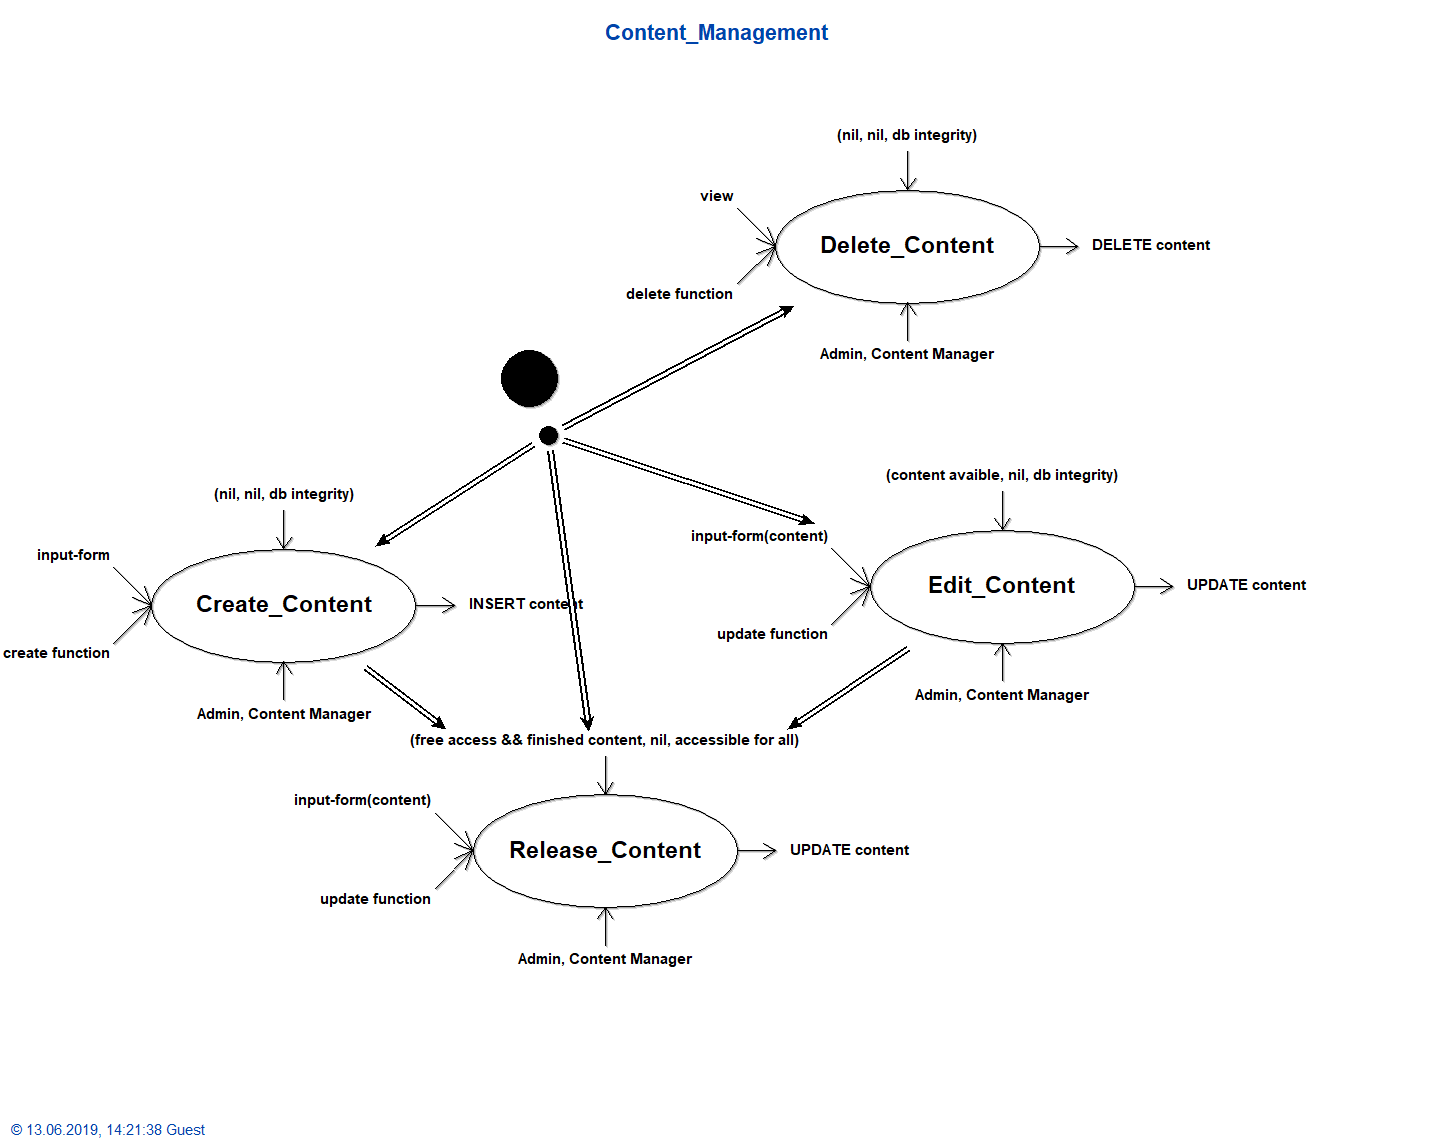 Content_Management
(nil, nil, db integrity)
view
Delete_Content
DELETE content
delete function
Admin, Content Manager
(content avaible, nil, db integrity)
(nil, nil, db integrity)
input-form(content)
input-form
Edit_Content
UPDATE content
Create_Content
INSERT content
update function
create function
Admin, Content Manager
Admin, Content Manager
(free access && finished content, nil, accessible for all)
input-form(content)
Release_Content
UPDATE content
update function
Admin, Content Manager
© 13.06.2019, 14:21:38 Guest